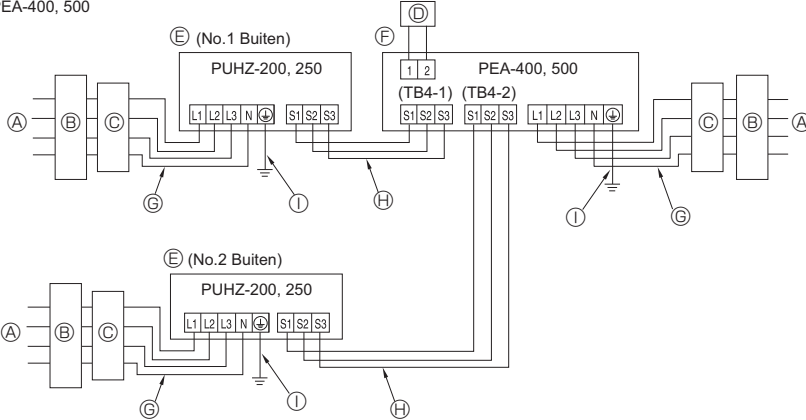 PEA-400, 500
Ⓓ
Ⓔ (No.1 Buiten)
Ⓕ
PUHZ-200, 250
1 2
PEA-400, 500
(TB4-1) (TB4-2)
L1 L2 L3 N S1 S2 S3
S1 S2 S3 S1 S2 S3 L1 L2 L3 N
Ⓐ Ⓑ Ⓒ
Ⓒ Ⓑ Ⓐ
Ⓖ Ⓘ Ⓗ
Ⓘ Ⓖ
Ⓔ (No.2 Buiten)
PUHZ-200, 250
L1 L2 L3 N S1 S2 S3
Ⓐ Ⓑ Ⓒ
Ⓖ Ⓘ Ⓗ